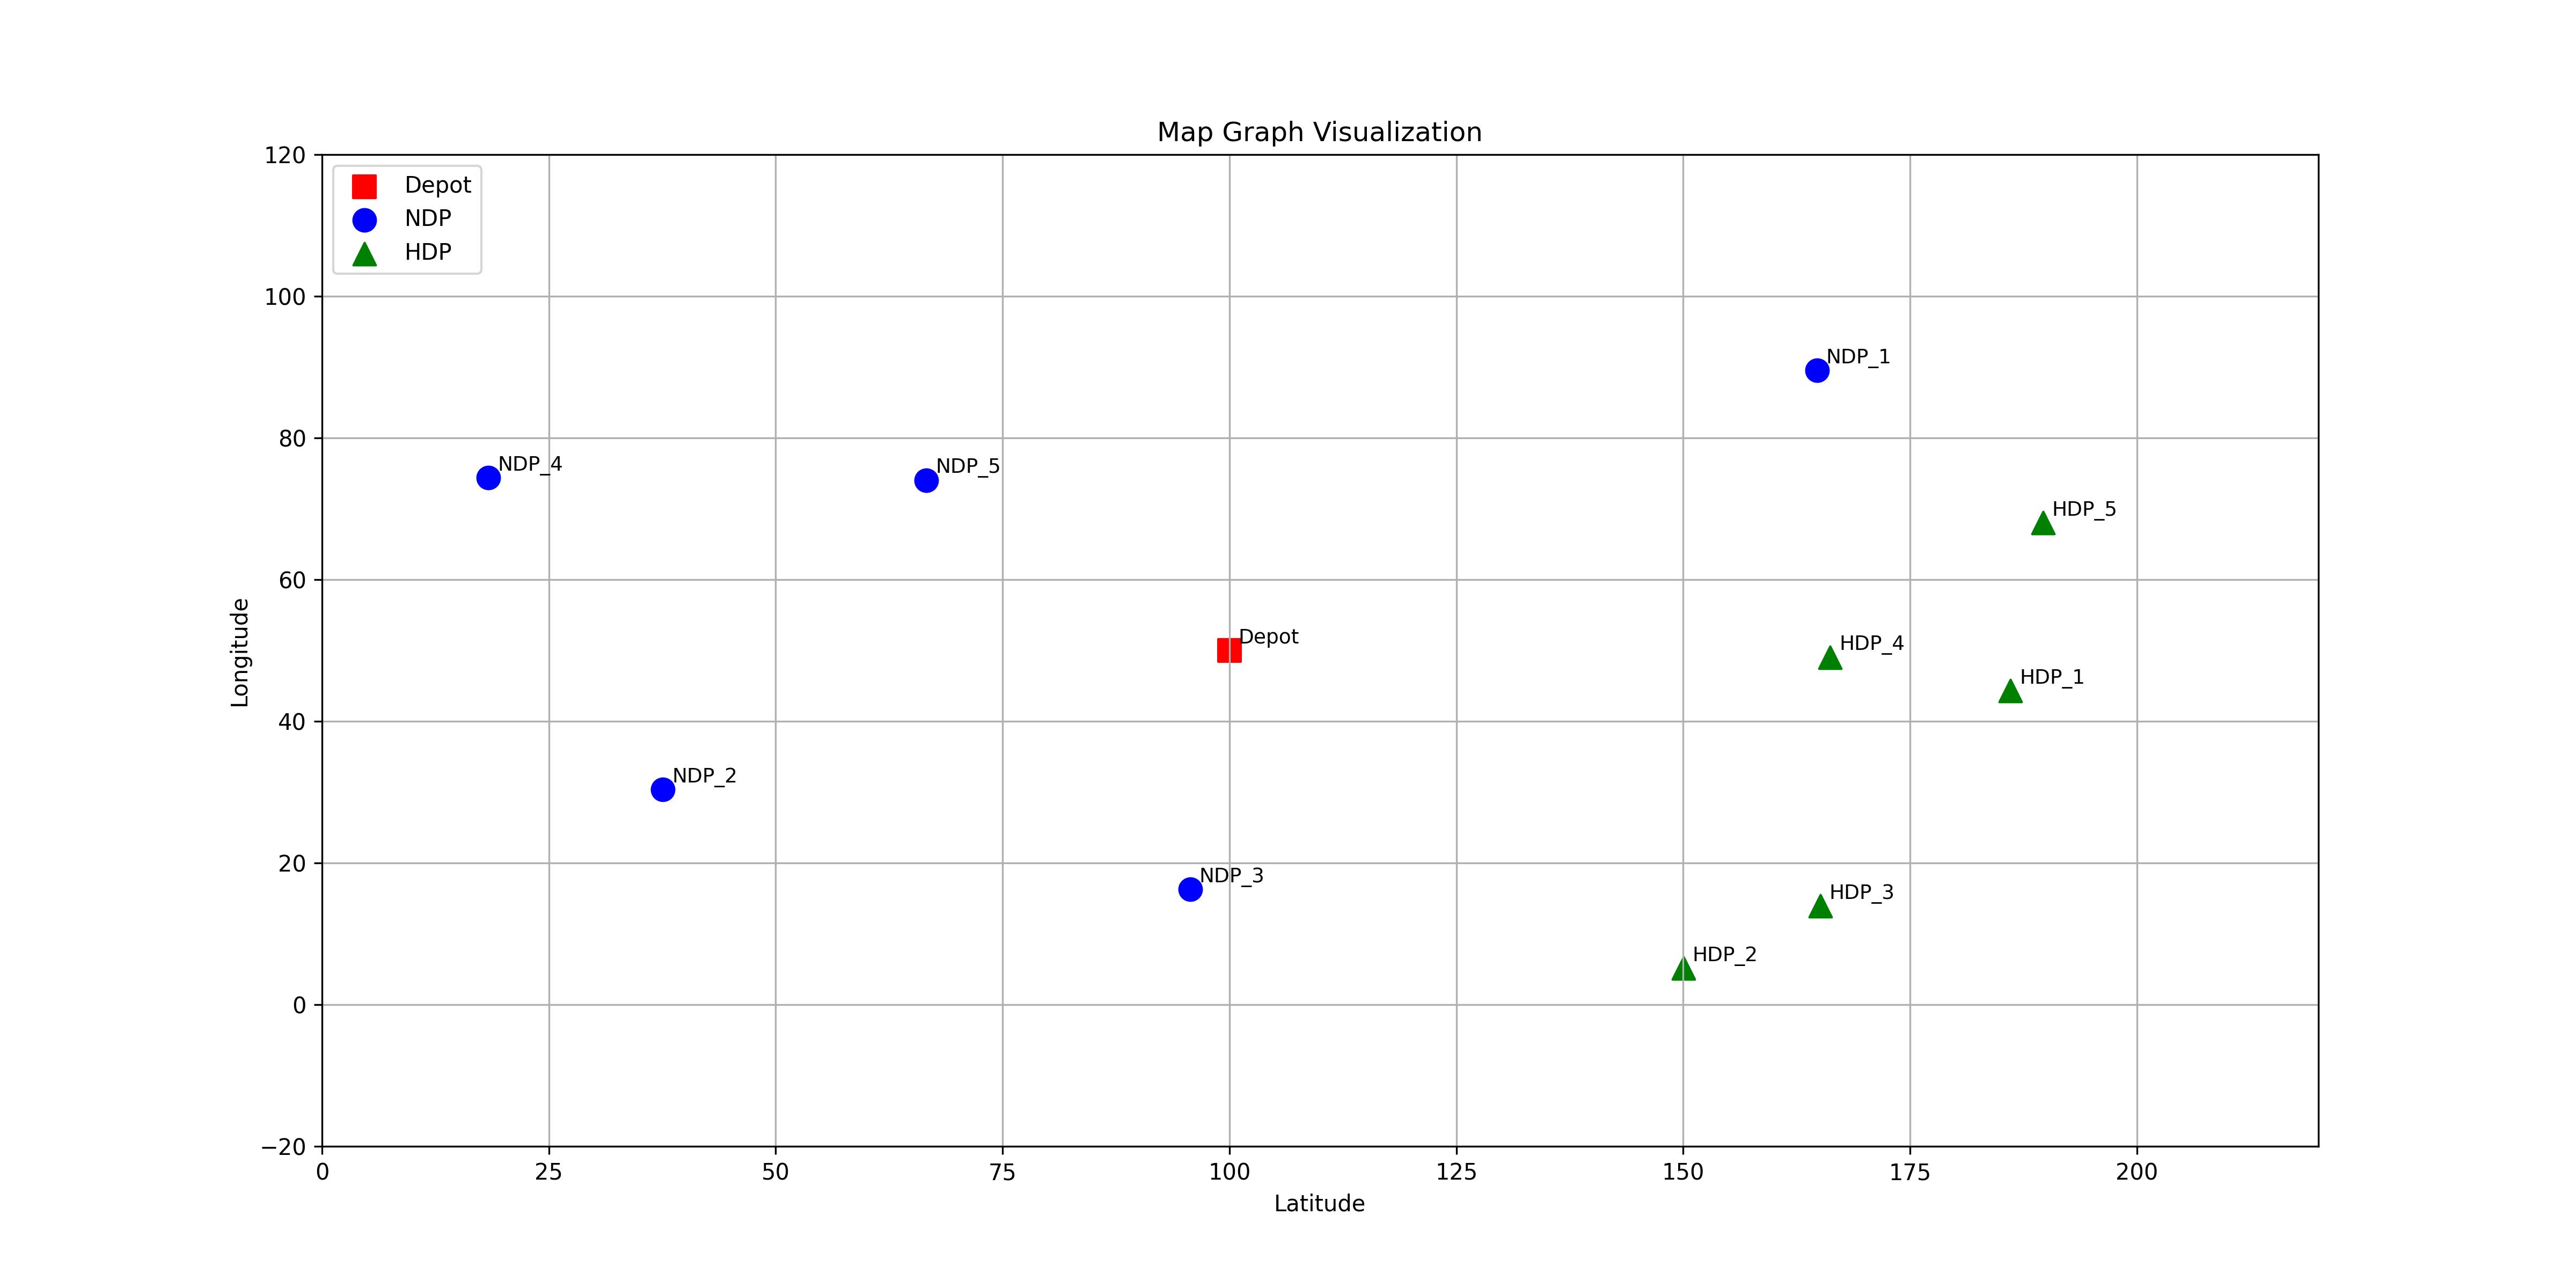 Map Graph Visualization
Depot
NDP
HDP
120
100
80
60
40
20
0
−20
Longitude
NDP_1
NDP_4
NDP_5
HDP_5
Depot
HDP_4
HDP_1
NDP_2
NDP_3
HDP_3
HDP_2
0 25 50 75 100 125 150 175 200
Latitude